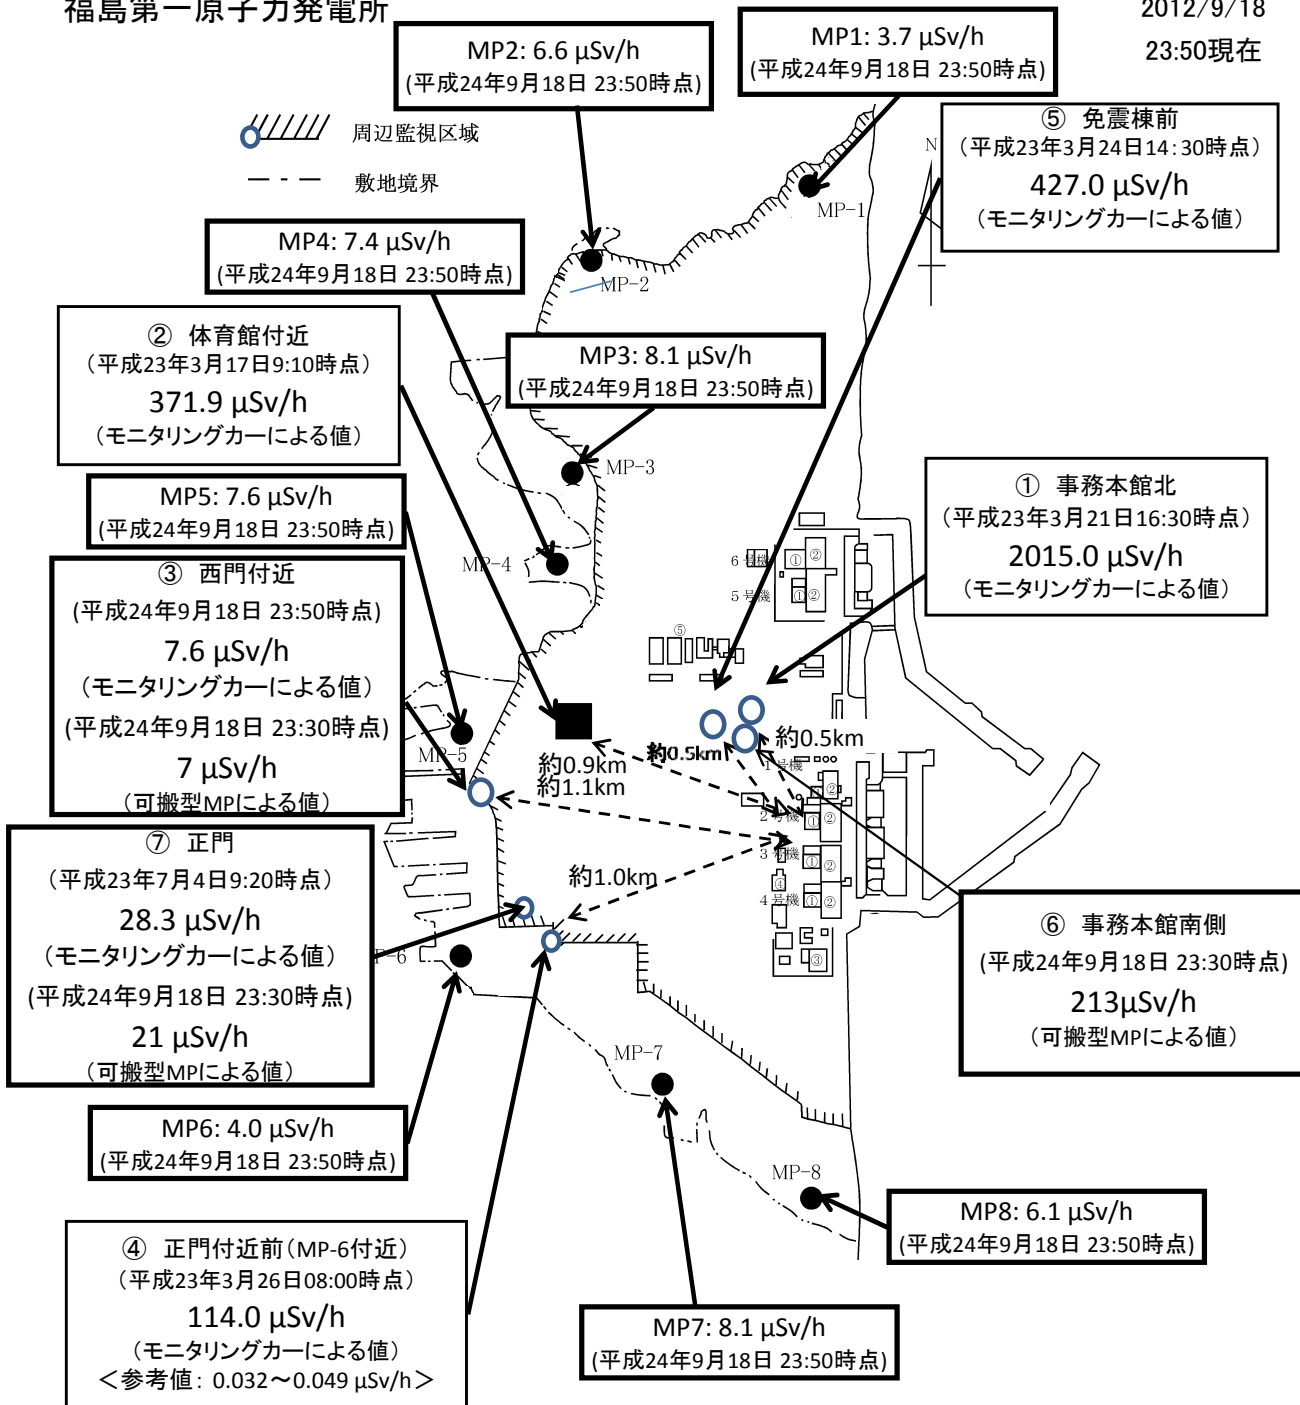 福島第一原子力発電所
2012/9/18
23:50現在
MP2: 6.6 μSv/h
(平成24年9月18日 23:50時点)
MP1: 3.7 μSv/h
(平成24年9月18日 23:50時点)
周辺監視区域
敷地境界
⑤ 免震棟前
(平成23年3月24日14:30時点)
427.0 μSv/h
(モニタリングカーによる値)
N
MP-1
MP4: 7.4 μSv/h
(平成24年9月18日 23:50時点)
MP-2
② 体育館付近
(平成23年3月17日9:10時点)
371.9 μSv/h
(モニタリングカーによる値)
MP3: 8.1 μSv/h
(平成24年9月18日 23:50時点)
MP-3
MP5: 7.6 μSv/h
(平成24年9月18日 23:50時点)
① 事務本館北
(平成23年3月21日16:30時点)
2015.0 μSv/h
(モニタリングカーによる値)
MP-4
6号機
① ②
5号機
① ②
③ 西門付近
(平成24年9月18日 23:50時点)
7.6 μSv/h
(モニタリングカーによる値)
(平成24年9月18日 23:30時点)
7 μSv/h
(可搬型MPによる値)
⑤
MP-5
約0.9km
約1.1km
約0.5km
約0.5km
1号機
②
2号機
① ②
3号機
① ②
④
4号機
① ②
③
⑦ 正門
(平成23年7月4日9:20時点)
28.3 μSv/h
(モニタリングカーによる値)
(平成24年9月18日 23:30時点)
21 μSv/h
(可搬型MPによる値)
約1.0km
P-6
⑥ 事務本館南側
(平成24年9月18日 23:30時点)
213μSv/h
(可搬型MPによる値)
MP-7
MP6: 4.0 μSv/h
(平成24年9月18日 23:50時点)
MP-8
MP8: 6.1 μSv/h
(平成24年9月18日 23:50時点)
④ 正門付近前(MP-6付近)
(平成23年3月26日08:00時点)
114.0 μSv/h
(モニタリングカーによる値)
＜参考値: 0.032～0.049 μSv/h＞
MP7: 8.1 μSv/h
(平成24年9月18日 23:50時点)